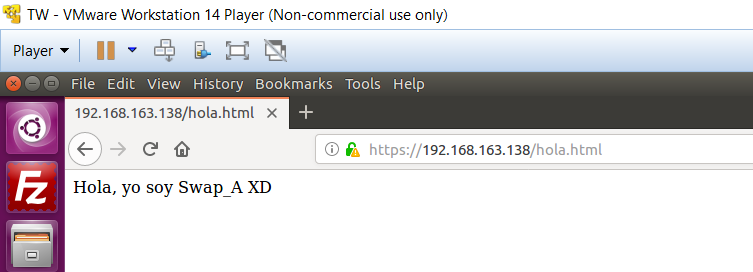 TW - VMware Workstation 14 Player (Non-commercial use only)
Player
File Edit View History Bookmarks Tools Help
192.168.163.138/hola.html
https://192.168.163.138/hola.html
Fz
Hola, yo soy Swap_A XD